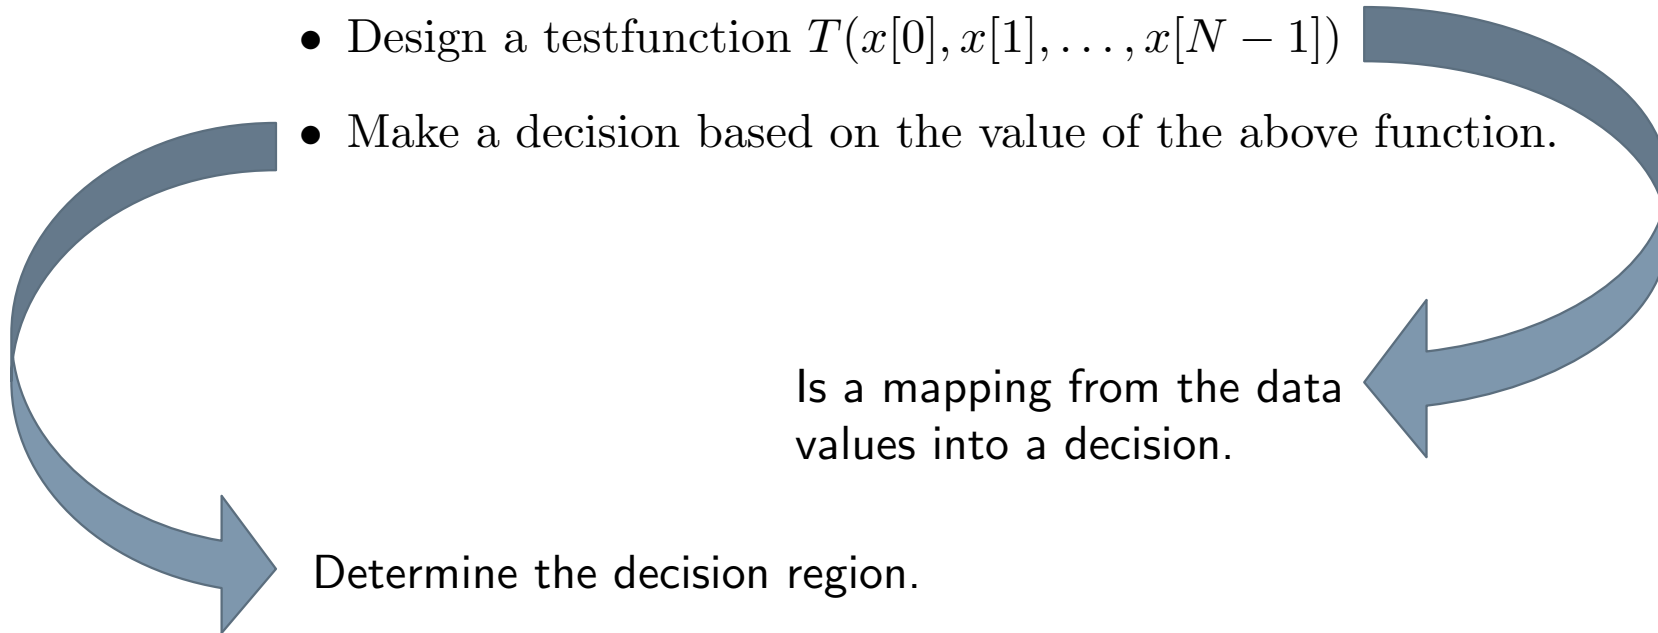 • Design a testfunction T(x[0], x[1], . . . , x[N − 1])
• Make a decision based on the value of the above function.
Is a mapping from the data
values into a decision.
Determine the decision region.